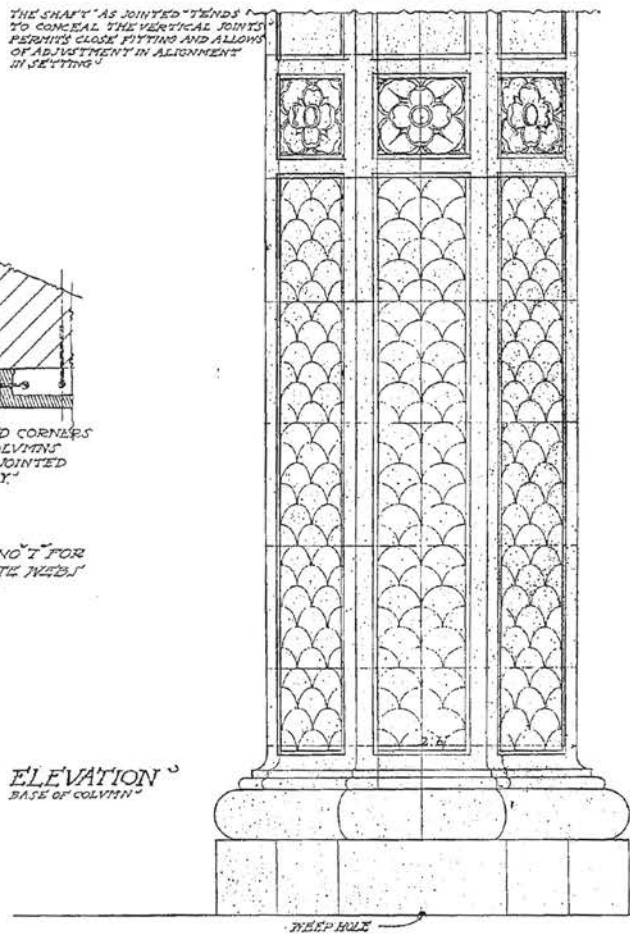 THE SHAFT "AS JOINTED" TENDS
TO CONCEAL THE VERTICAL JOINTS
PERMITS CLOSE FITTING AND ALLOWS
OF ADJUSTMENT IN ALIGNMENT
IN SETTING
D CORNERS
OLUMNS
JOINTED
Y.
NO "T" FOR
TE WEBS
ELEVATION
BASE OF COLUMN
WEEP HOLE